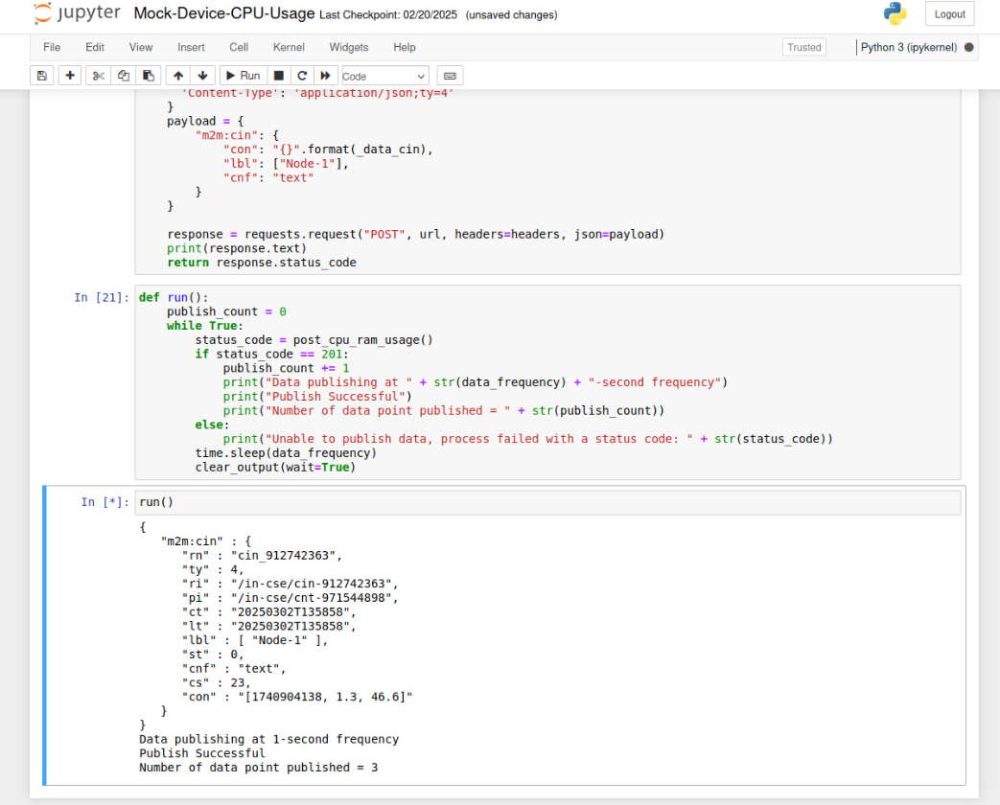 jupyter Mock-Device-CPU-Usage Last Checkpoint: 02/20/2025 (unsaved changes) Logout
File Edit View Insert Cell Kernel Widgets Help Trusted Python 3 (ipykernel)
Run Code
'Content-Type': 'application/json;ty=4'
}
payload = {
"m2m:cin": {
"con": "{}".format(_data_cin),
"lbl": ["Node-1"],
"cnf": "text"
}
}
response = requests.request("POST", url, headers=headers, json=payload)
print(response.text)
return response.status_code
In [21]: def run():
publish_count = 0
while True:
status_code = post_cpu_ram_usage()
if status_code == 201:
publish_count += 1
print("Data publishing at " + str(data_frequency) + "-second frequency")
print("Publish Successful")
print("Number of data point published = " + str(publish_count))
else:
print("Unable to publish data, process failed with a status code: " + str(status_code))
time.sleep(data_frequency)
clear_output(wait=True)
In [*]: run()
{
"m2m:cin" : {
"rn" : "cin_912742363",
"ty" : 4,
"ri" : "/in-cse/cin-912742363",
"pi" : "/in-cse/cnt-971544898",
"ct" : "20250302T135858",
"lt" : "20250302T135858",
"lbl" : [ "Node-1" ],
"st" : 0,
"cnf" : "text",
"cs" : 23,
"con" : "[1740904138, 1.3, 46.6]"
}
}
Data publishing at 1-second frequency
Publish Successful
Number of data point published = 3